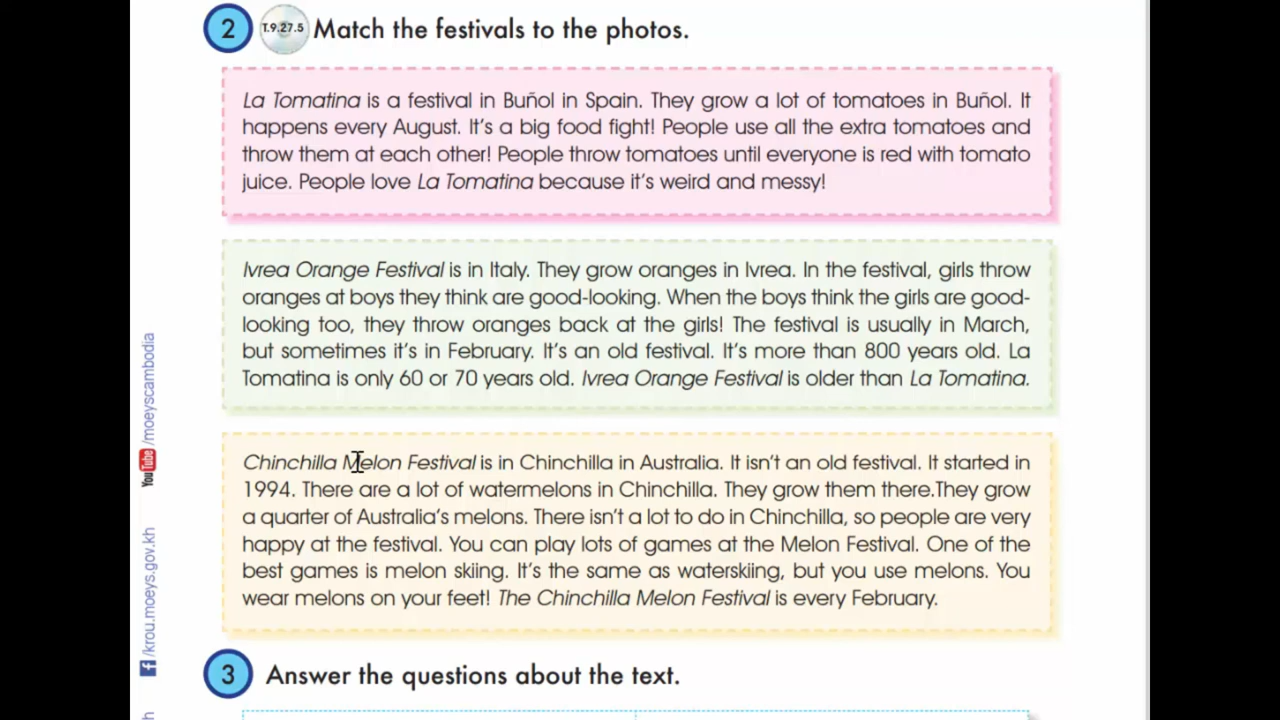 2 T.9.27.5 Match the festivals to the photos.
La Tomatina is a festival in Buñol in Spain. They grow a lot of tomatoes in Buñol. It
happens every August. It's a big food fight! People use all the extra tomatoes and
throw them at each other! People throw tomatoes until everyone is red with tomato
juice. People love La Tomatina because it's weird and messy!
Ivrea Orange Festival is in Italy. They grow oranges in Ivrea. In the festival, girls throw
oranges at boys they think are good-looking. When the boys think the girls are good-
looking too, they throw oranges back at the girls! The festival is usually in March,
but sometimes it's in February. It's an old festival. It's more than 800 years old. La
Tomatina is only 60 or 70 years old. Ivrea Orange Festival is older than La Tomatina.
Chinchilla Melon Festival is in Chinchilla in Australia. It isn't an old festival. It started in
1994. There are a lot of watermelons in Chinchilla. They grow them there.They grow
a quarter of Australia's melons. There isn't a lot to do in Chinchilla, so people are very
happy at the festival. You can play lots of games at the Melon Festival. One of the
best games is melon skiing. It's the same as waterskiing, but you use melons. You
wear melons on your feet! The Chinchilla Melon Festival is every February.
3 Answer the questions about the text.
YouTube /moeyscambodia
f /krou.moeys.gov.kh